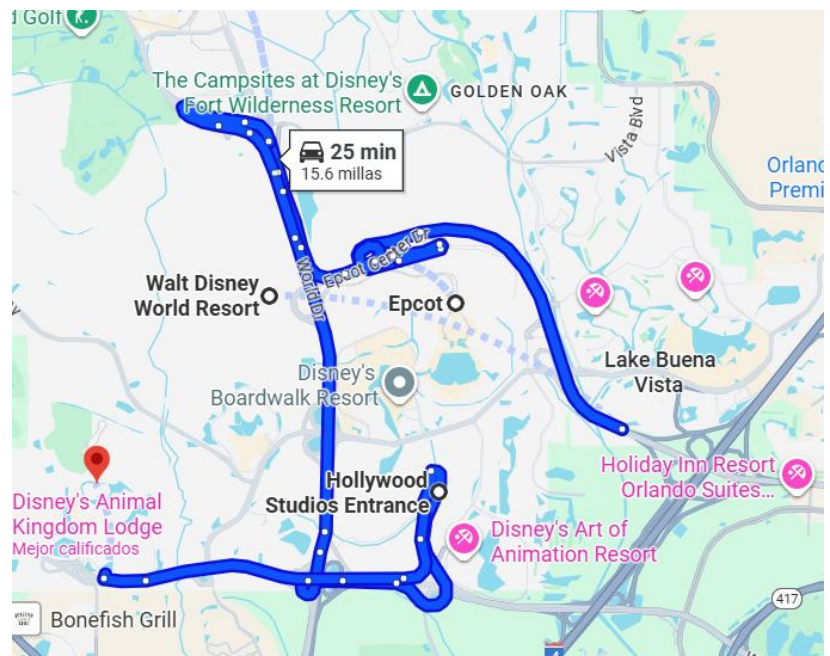 d Golf
The Campsites at Disney's
Fort Wilderness Resort
GOLDEN OAK
Vista Blvd
25 min
15.6 millas
Orlan
Premi
Epcot Center Dr
World Dr
Walt Disney
World Resort
Epcot
Disney's
Boardwalk Resort
Lake Buena
Vista
Hollywood
Studios Entrance
Holiday Inn Resort
Orlando Suites...
Disney's Animal
Kingdom Lodge
Mejor calificados
Disney's Art of
Animation Resort
417
Bonefish Grill
4